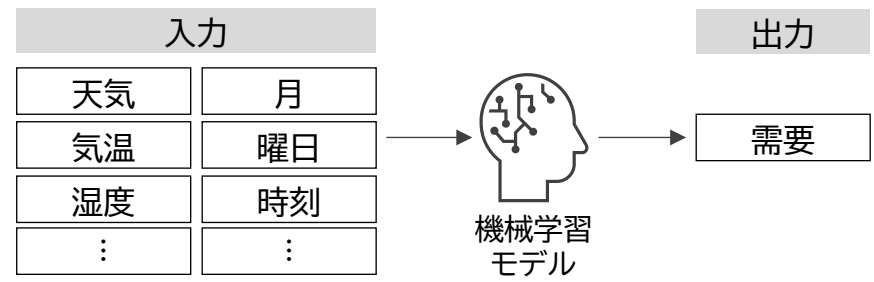 入力
出力
天気
月
気温
曜日
需要
湿度
時刻
⋮
⋮
機械学習
モデル